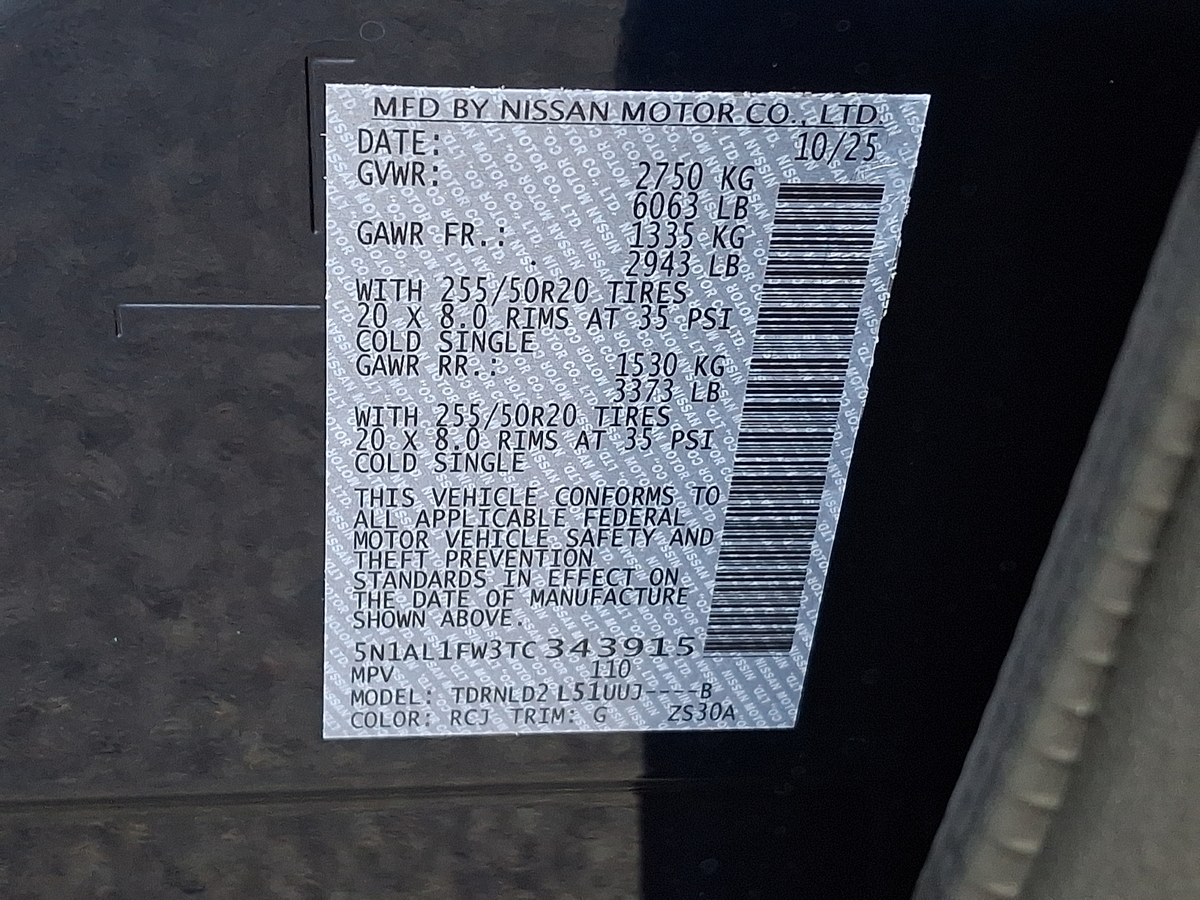 MFD BY NISSAN MOTOR CO., LTD.
DATE: 10/25
GVWR: 2750 KG
6063 LB
GAWR FR.: 1335 KG
2943 LB
WITH 255/50R20 TIRES
20 X 8.0 RIMS AT 35 PSI
COLD SINGLE
GAWR RR.: 1530 KG
3373 LB
WITH 255/50R20 TIRES
20 X 8.0 RIMS AT 35 PSI
COLD SINGLE
THIS VEHICLE CONFORMS TO
ALL APPLICABLE FEDERAL
MOTOR VEHICLE SAFETY AND
THEFT PREVENTION
STANDARDS IN EFFECT ON
THE DATE OF MANUFACTURE
SHOWN ABOVE.
5N1AL1FW3TC343915
MPV 110
MODEL: TDRNLD2 L51UUJ----B
COLOR: RCJ TRIM: G ZS30A